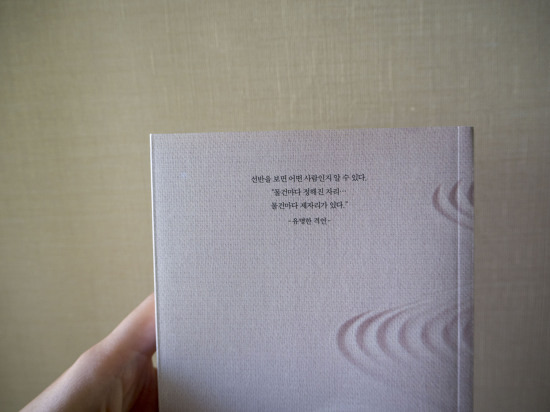 선반을 보면 어떤 사람인지 알 수 있다.
"물건마다 정해진 자리…
물건마다 제자리가 있다."
-유명한 격언-